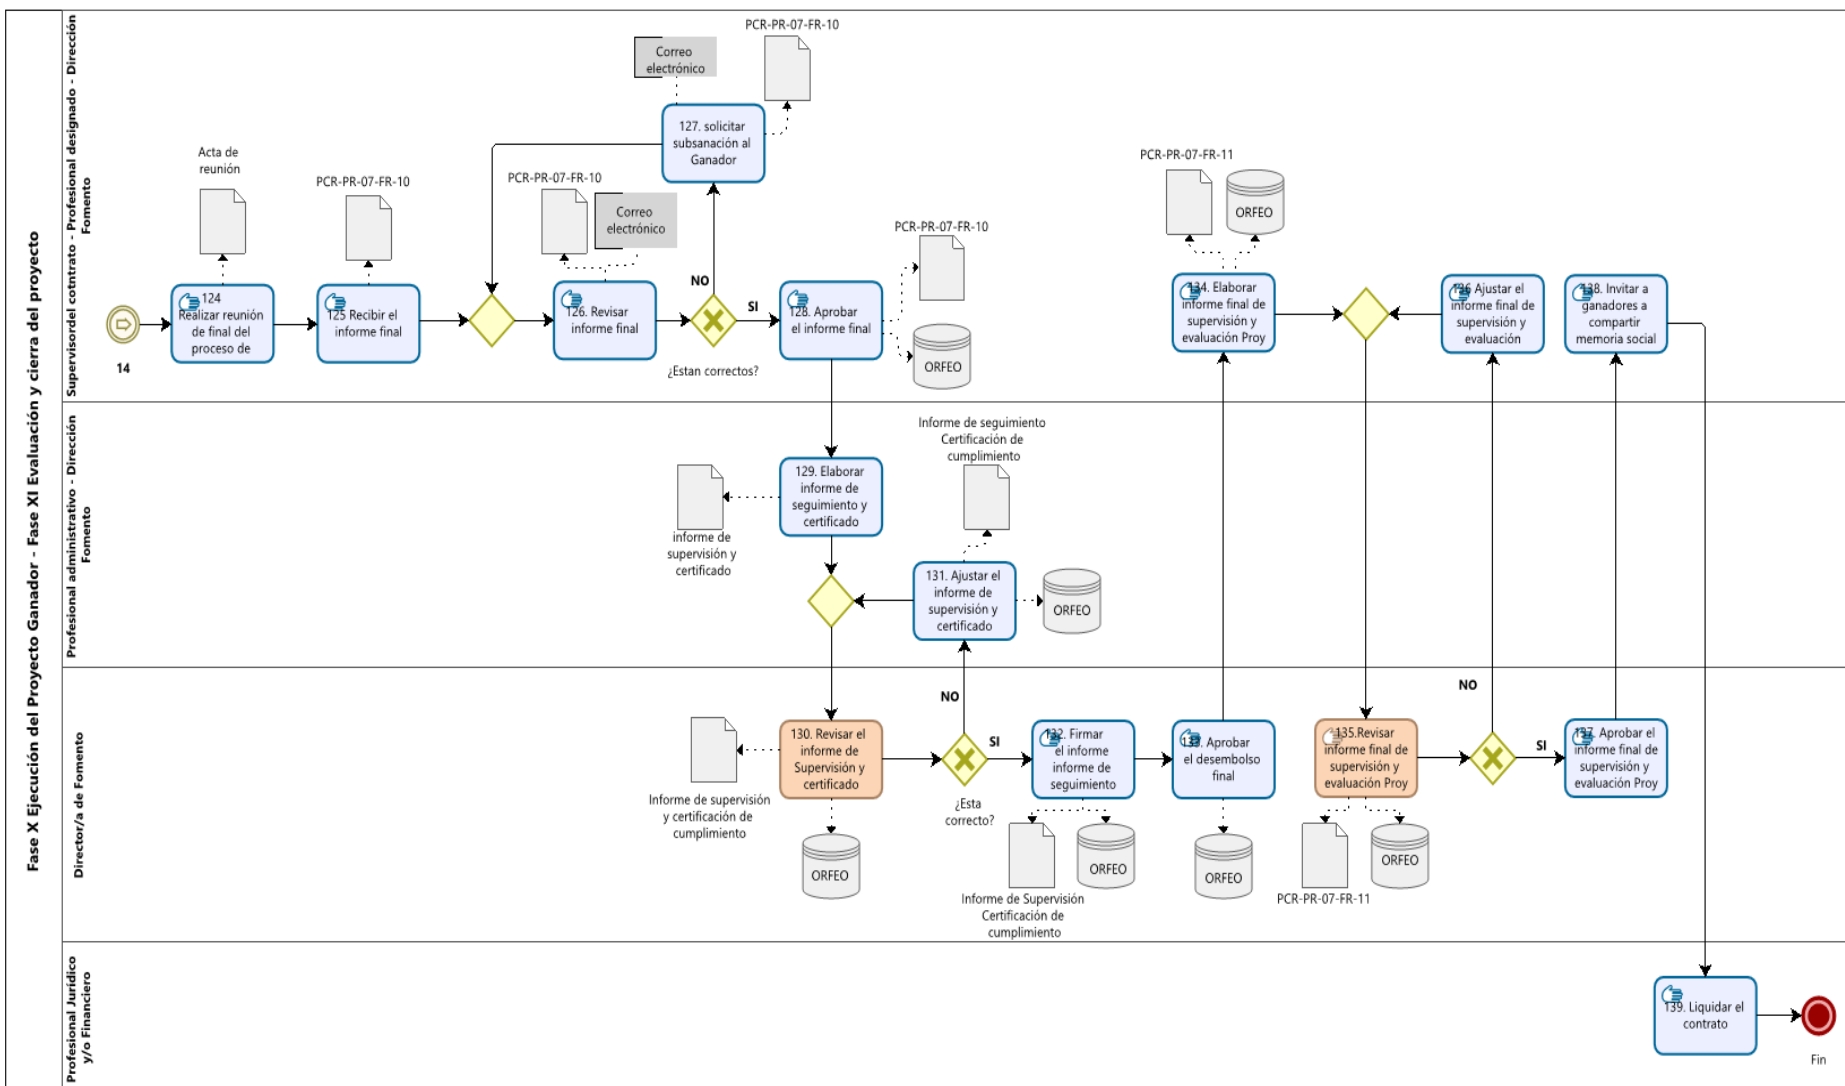 Fase X Ejecución del Proyecto Ganador - Fase XI Evaluación y cierra del proyecto
Supervisordel cotnrato - Profesional designado - Dirección
Fomento
14
Acta de
reunión
124
Realizar reunión
de final del
proceso de
PCR-PR-07-FR-10
125 Recibir el
informe final
PCR-PR-07-FR-10
Correo
electrónico
126. Revisar
informe final
Correo
electrónico
PCR-PR-07-FR-10
127. solicitar
subsanación al
Ganador
NO
SI
¿Estan correctos?
128. Aprobar
el informe final
PCR-PR-07-FR-10
ORFEO
PCR-PR-07-FR-11
ORFEO
134. Elaborar
informe final de
supervisión y
evaluación Proy
136 Ajustar el
informe final de
supervisión y
evaluación
138. Invitar a
ganadores a
compartir
memoria social
Profesional administrativo - Dirección
Fomento
129. Elaborar
informe de
seguimiento y
certificado
informe de
supervisión y
certificado
Informe de seguimiento
Certificación de
cumplimiento
131. Ajustar el
informe de
supervisión y
certificado
ORFEO
Director/a de Fomento
130. Revisar el
informe de
Supervisión y
certificado
Informe de supervisión
y certificación de
cumplimiento
ORFEO
NO
SI
¿Esta
correcto?
132. Firmar
el informe
informe de
seguimiento
Informe de Supervisión
Certificación de
cumplimiento
ORFEO
133. Aprobar
el desembolso
final
ORFEO
135.Revisar
informe final de
supervisión y
evaluación Proy
PCR-PR-07-FR-11
ORFEO
NO
SI
137. Aprobar el
informe final de
supervisión y
evaluación Proy
Profesional Jurídico
y/o Financiero
139. Liquidar el
contrato
Fin